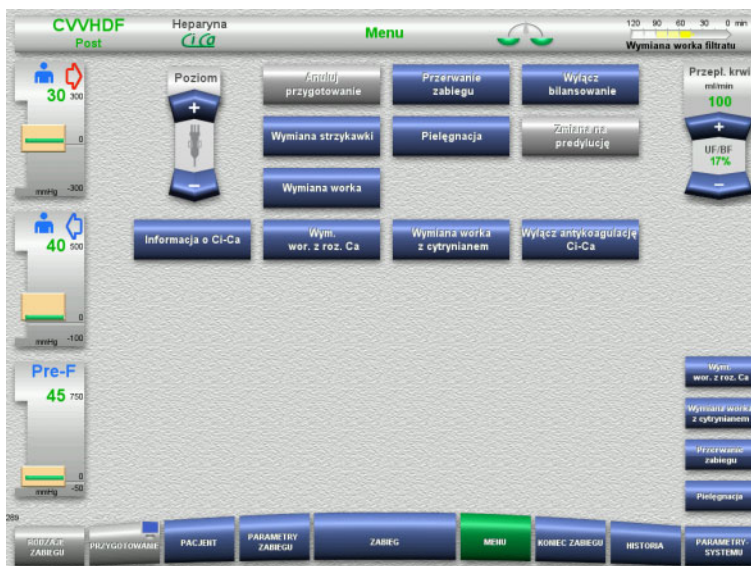 CVVHDF
Post
Heparyna
CiCa
Menu
120 90 60 30 0 min
Wymiana worka filtratu
30 300
0
mmHg -300
40 500
0
mmHg -100
Pre-F
45 750
0
mmHg -50
Poziom
+
−
Anuluj
przygotowanie
Przerwanie
zabiegu
Wyłącz
bilansowanie
Wymiana strzykawki
Pielęgnacja
Zmiana na
predylucję
Wymiana worka
Informacja o Ci-Ca
Wym.
wor. z roz. Ca
Wymiana worka
z cytrynianem
Wyłącz antykoagulację
Ci-Ca
Przepł. krwi
ml/min
100
+
UF/BF
17%
−
Wym.
wor. z roz. Ca
Wymiana worka
z cytrynianem
Przerwanie
zabiegu
Pielęgnacja
289
RODZAJE
ZABIEGU
PRZYGOTOWANIE
PACJENT
PARAMETRY
ZABIEGU
ZABIEG
MENU
KONIEC ZABIEGU
HISTORIA
PARAMETRY-
SYSTEMU